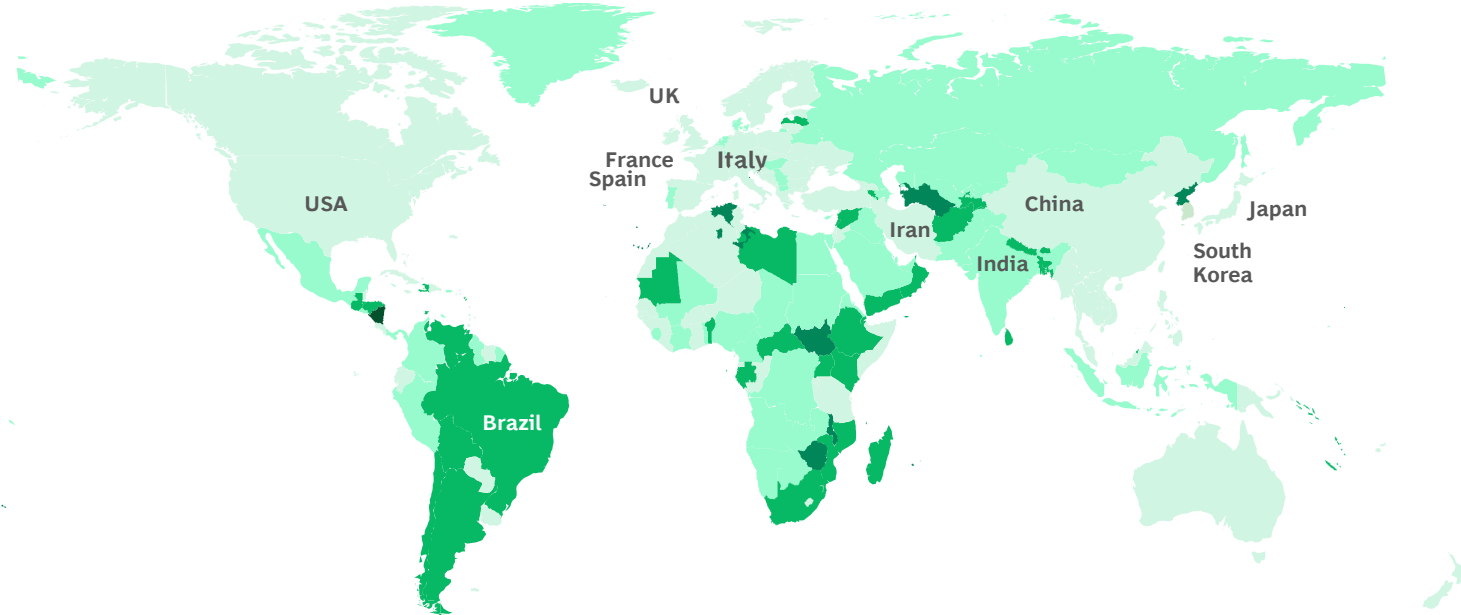 UK
France
Spain
Italy
USA
China
Japan
Iran
South
Korea
India
Brazil